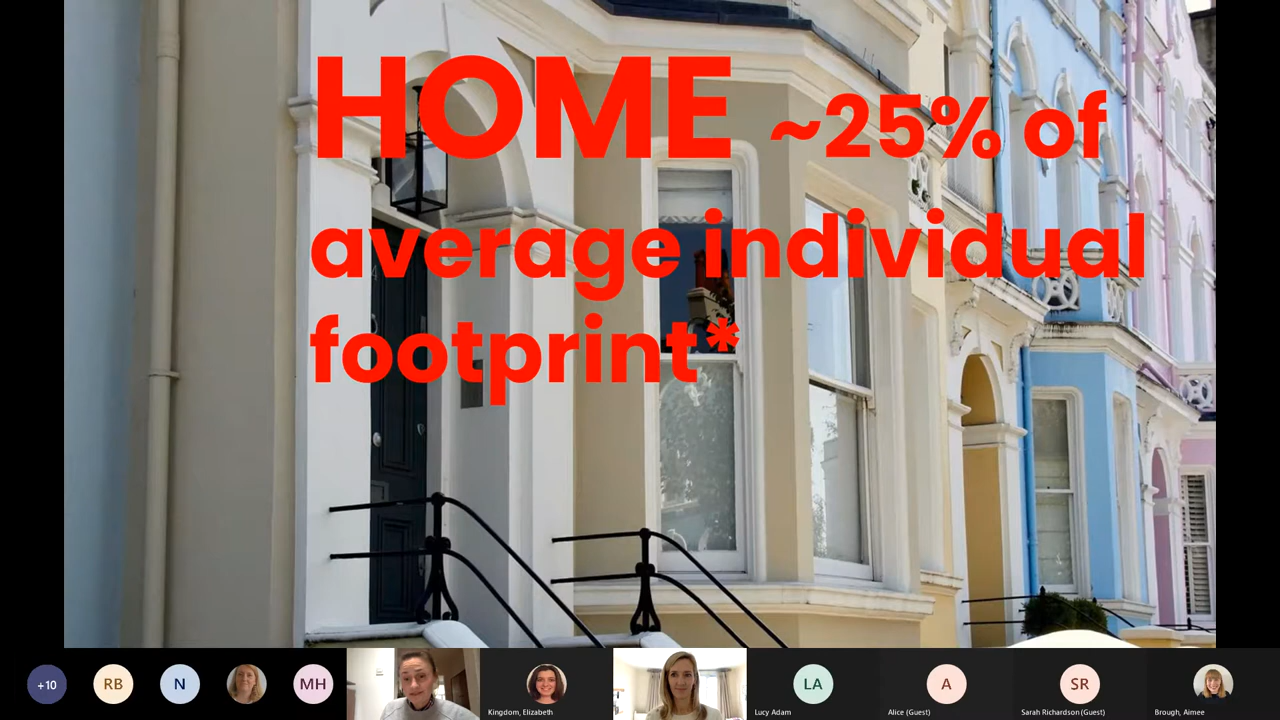 HOME ~25% of
average individual
footprint*
+10
RB
N
MH
Kingdom, Elizabeth
LA
Lucy Adam
A
Alice (Guest)
SR
Sarah Richardson (Guest)
Brough, Aimee